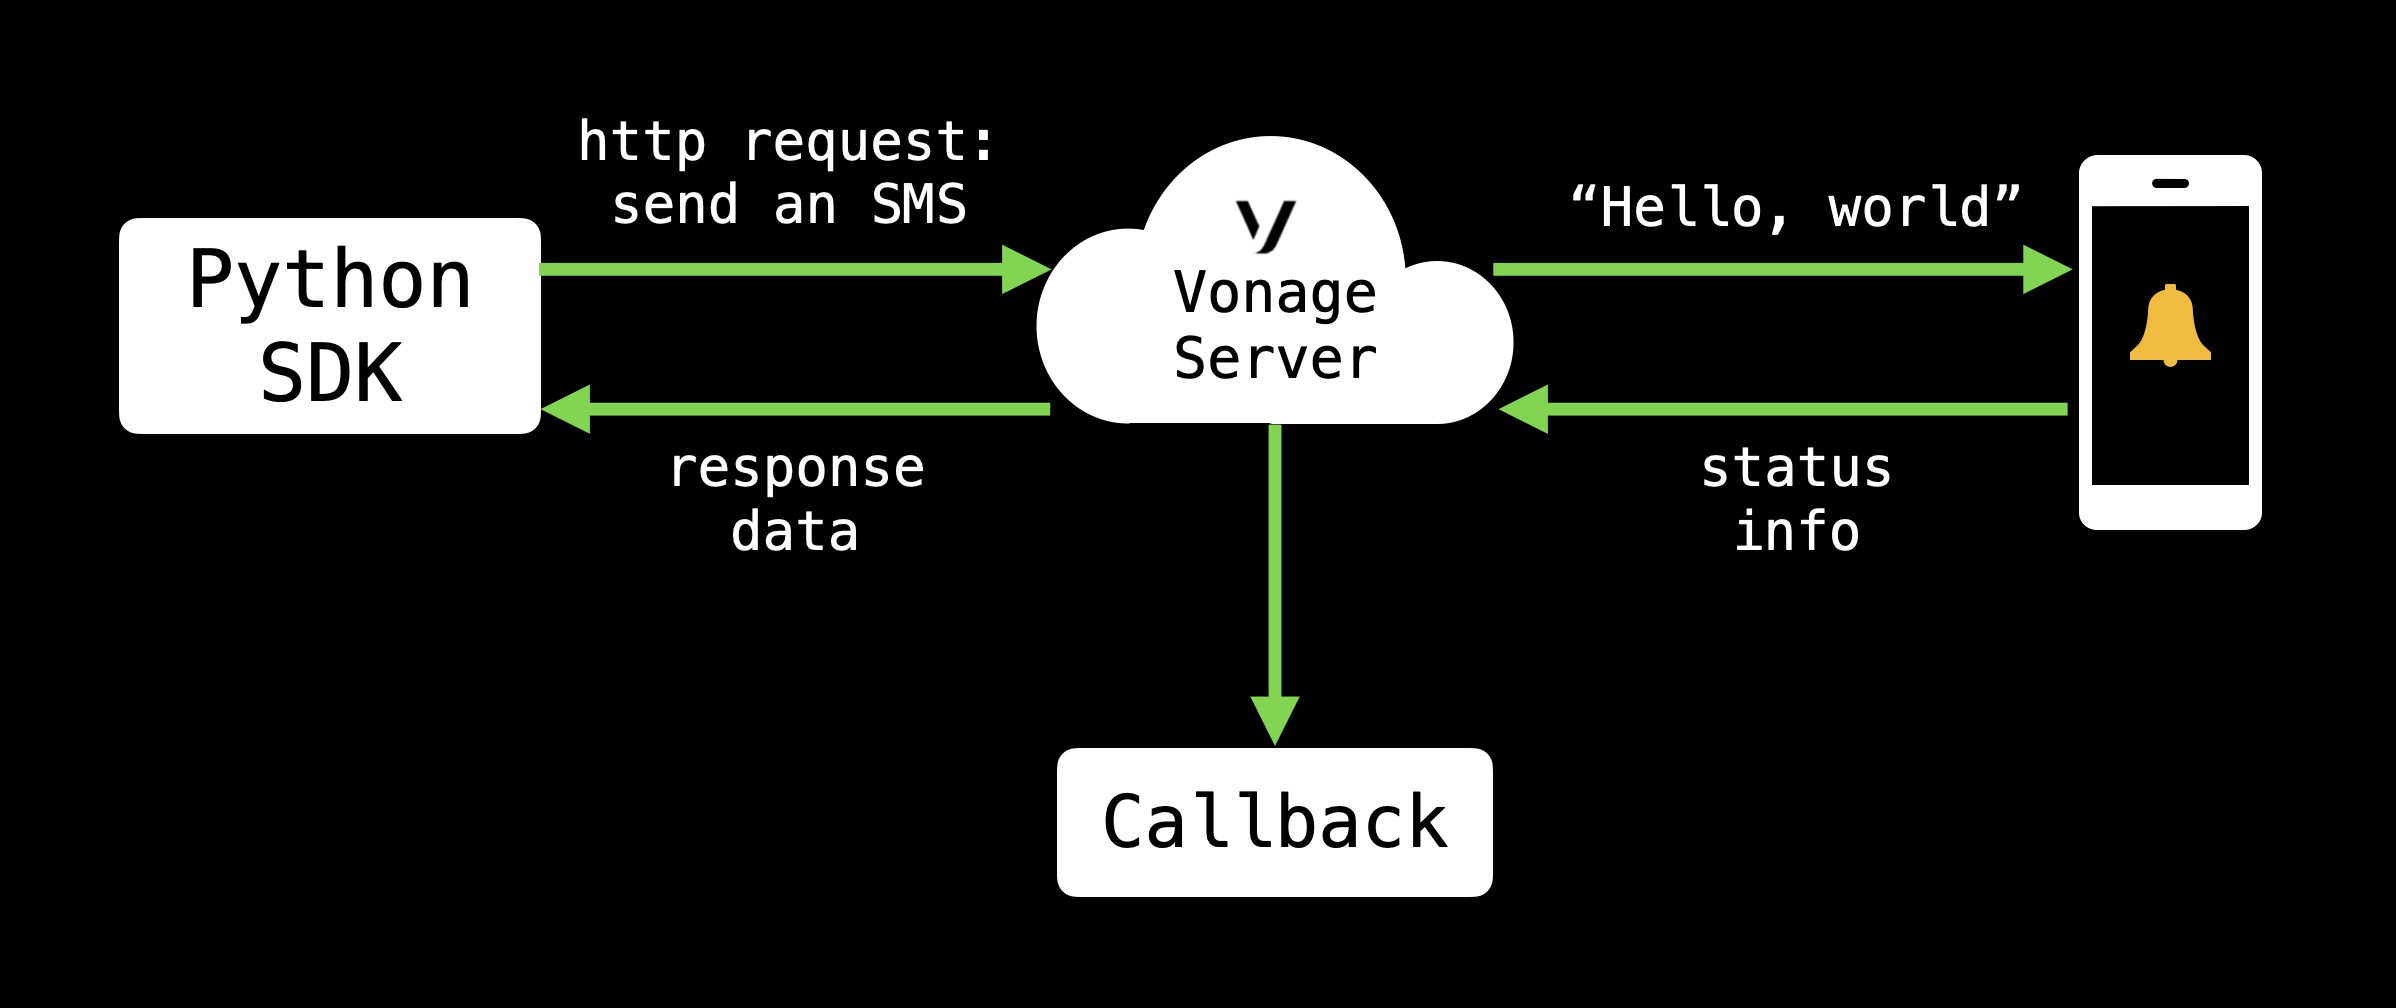 http request:
send an SMS
Python
SDK
Vonage
Server
“Hello, world”
response
data
status
info
Callback